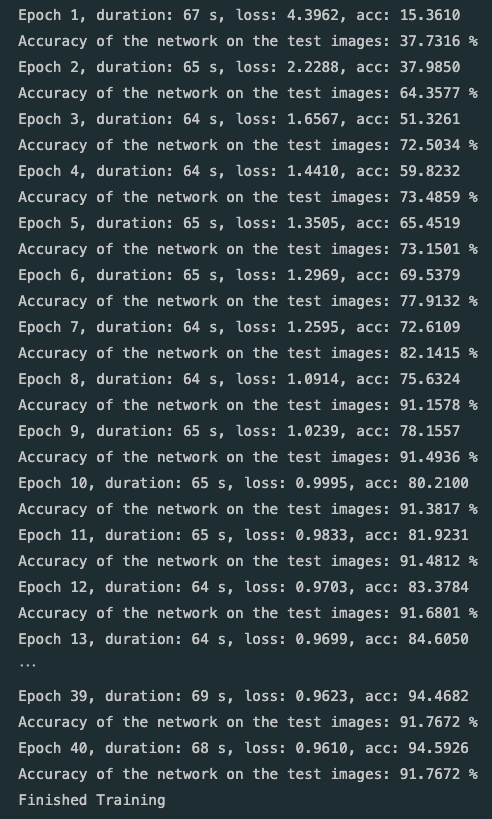 Epoch 1, duration: 67 s, loss: 4.3962, acc: 15.3610
Accuracy of the network on the test images: 37.7316 %
Epoch 2, duration: 65 s, loss: 2.2288, acc: 37.9850
Accuracy of the network on the test images: 64.3577 %
Epoch 3, duration: 64 s, loss: 1.6567, acc: 51.3261
Accuracy of the network on the test images: 72.5034 %
Epoch 4, duration: 64 s, loss: 1.4410, acc: 59.8232
Accuracy of the network on the test images: 73.4859 %
Epoch 5, duration: 65 s, loss: 1.3505, acc: 65.4519
Accuracy of the network on the test images: 73.1501 %
Epoch 6, duration: 65 s, loss: 1.2969, acc: 69.5379
Accuracy of the network on the test images: 77.9132 %
Epoch 7, duration: 64 s, loss: 1.2595, acc: 72.6109
Accuracy of the network on the test images: 82.1415 %
Epoch 8, duration: 64 s, loss: 1.0914, acc: 75.6324
Accuracy of the network on the test images: 91.1578 %
Epoch 9, duration: 65 s, loss: 1.0239, acc: 78.1557
Accuracy of the network on the test images: 91.4936 %
Epoch 10, duration: 65 s, loss: 0.9995, acc: 80.2100
Accuracy of the network on the test images: 91.3817 %
Epoch 11, duration: 65 s, loss: 0.9833, acc: 81.9231
Accuracy of the network on the test images: 91.4812 %
Epoch 12, duration: 64 s, loss: 0.9703, acc: 83.3784
Accuracy of the network on the test images: 91.6801 %
Epoch 13, duration: 64 s, loss: 0.9699, acc: 84.6050
...
Epoch 39, duration: 69 s, loss: 0.9623, acc: 94.4682
Accuracy of the network on the test images: 91.7672 %
Epoch 40, duration: 68 s, loss: 0.9610, acc: 94.5926
Accuracy of the network on the test images: 91.7672 %
Finished Training